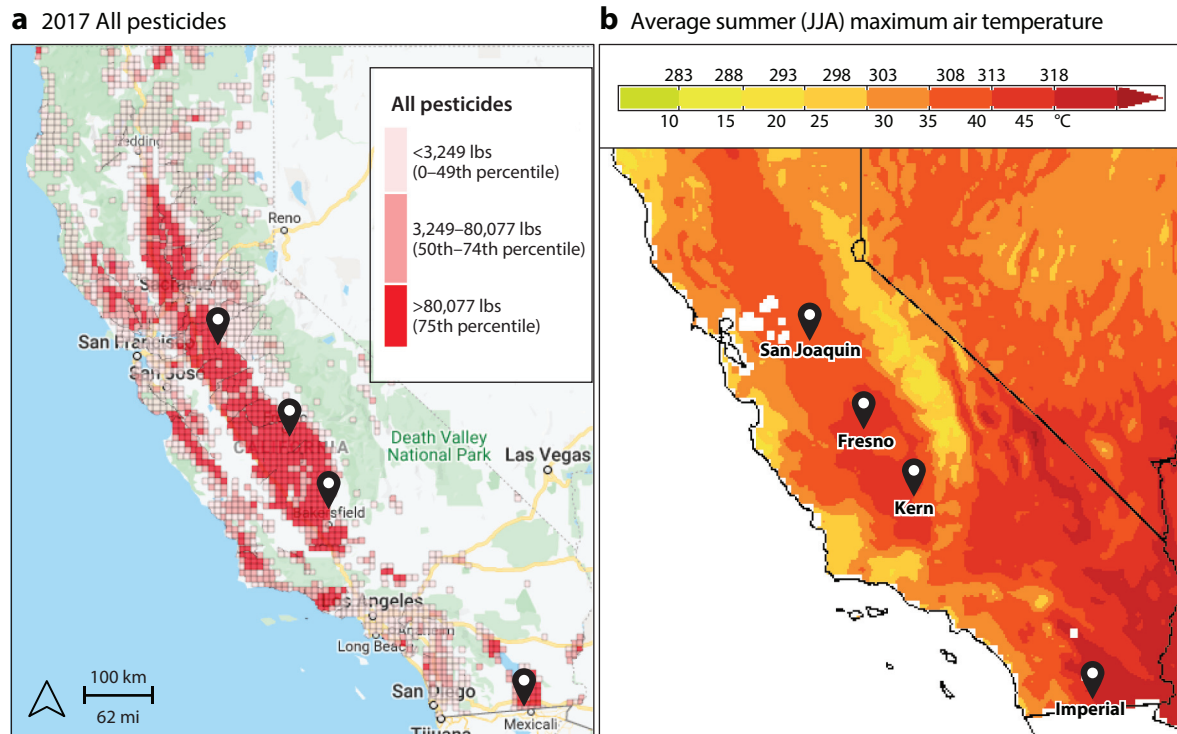 a 2017 All pesticides
All pesticides
<3,249 lbs
(0–49th percentile)
3,249–80,077 lbs
(50th–74th percentile)
>80,077 lbs
(75th percentile)
Reno
Sacramento
San Francisco
San Jose
Death Valley
National Park
Las Vegas
Bakersfield
Los Angeles
Long Beach
Anaheim
San Diego
Mexicali
Tijuana
100 km
62 mi
b Average summer (JJA) maximum air temperature
283 288 293 298 303 308 313 318
10 15 20 25 30 35 40 45 °C
San Joaquin
Fresno
Kern
Imperial